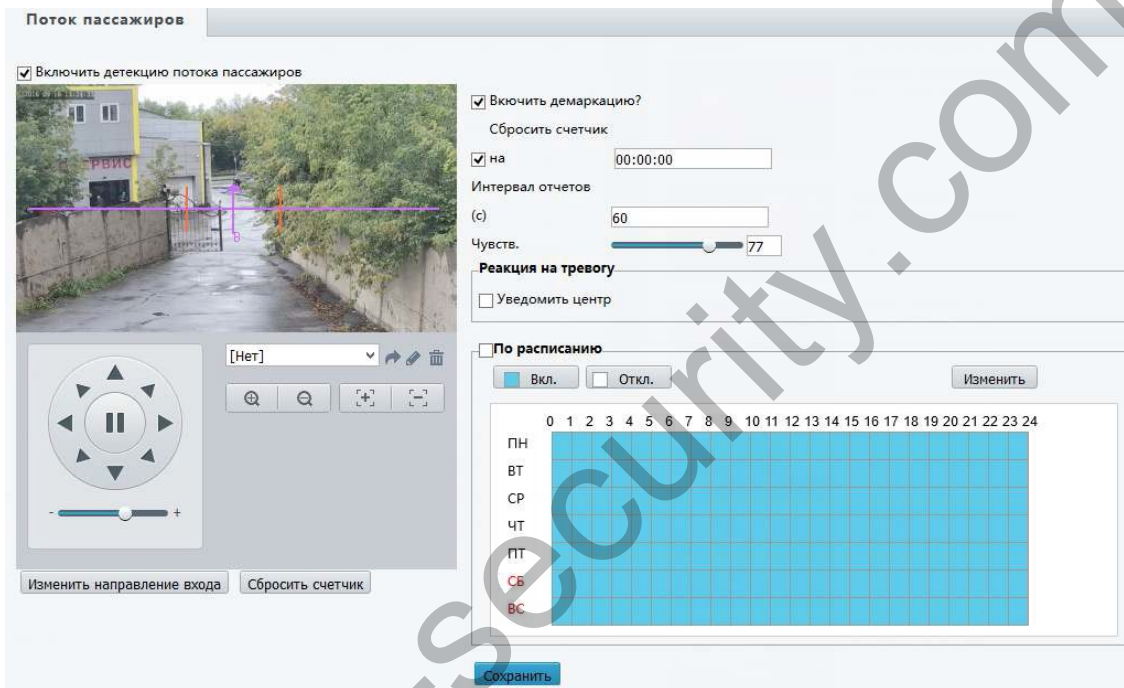 Поток пассажиров
Включить детекцию потока пассажиров
РВИС
B
[Нет]
- +
Изменить направление входа Сбросить счетчик
Вкючить демаркацию?
Сбросить счетчик
на 00:00:00
Интервал отчетов
(с) 60
Чувств. 77
Реакция на тревогу
Уведомить центр
По расписанию
Вкл. Откл. Изменить
0 1 2 3 4 5 6 7 8 9 10 11 12 13 14 15 16 17 18 19 20 21 22 23 24
ПН
ВТ
СР
ЧТ
ПТ
СБ
ВС
Сохранить
security.com